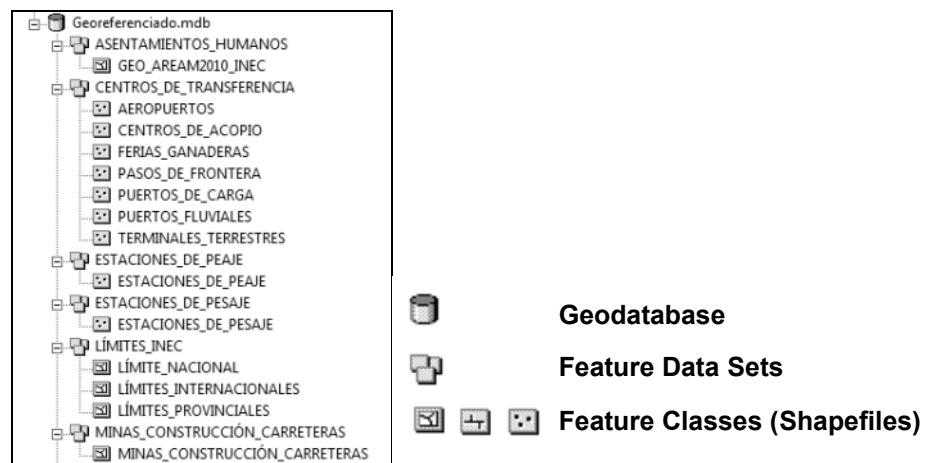 Georeferenciado.mdb
ASENTAMIENTOS_HUMANOS
GEO_AREAM2010_INEC
CENTROS_DE_TRANSFERENCIA
AEROPUERTOS
CENTROS_DE_ACOPIO
FERIAS_GANADERAS
PASOS_DE_FRONTERA
PUERTOS_DE_CARGA
PUERTOS_FLUVIALES
TERMINALES_TERRESTRES
ESTACIONES_DE_PEAJE
ESTACIONES_DE_PEAJE
ESTACIONES_DE_PESAJE
ESTACIONES_DE_PESAJE
LÍMITES_INEC
LÍMITE_NACIONAL
LÍMITES_INTERNACIONALES
LÍMITES_PROVINCIALES
MINAS_CONSTRUCCIÓN_CARRETERAS
MINAS_CONSTRUCCIÓN_CARRETERAS
Geodatabase
Feature Data Sets
Feature Classes (Shapefiles)